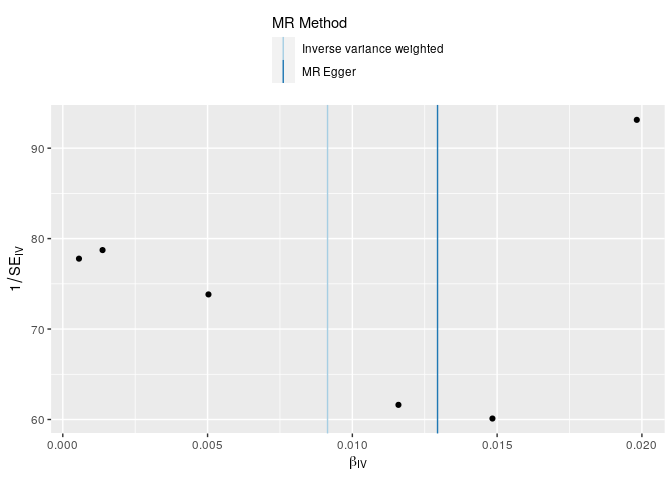 MR Method
Inverse variance weighted
MR Egger
90
80
70
60
1/SE_IV
0.000 0.005 0.010 0.015 0.020
β_IV